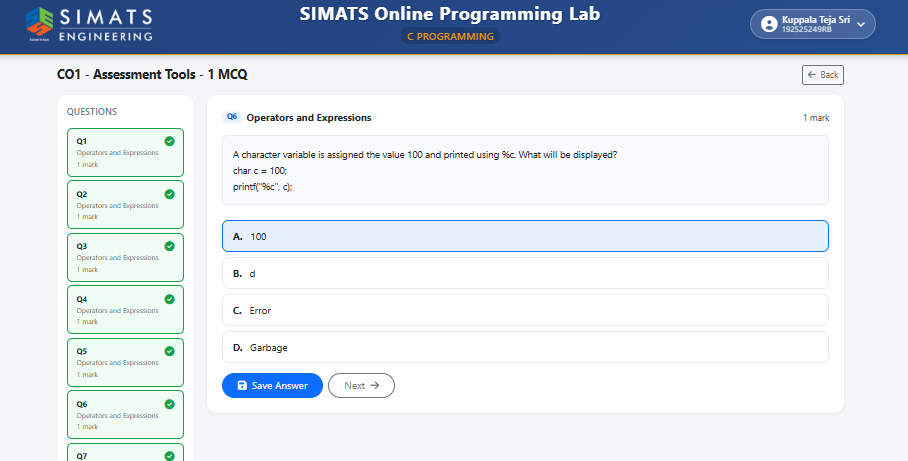 SIMATS
ENGINEERING
SIMATS Online Programming Lab
C PROGRAMMING
Kuppala Teja Sri
192525249RB
CO1 - Assessment Tools - 1 MCQ
← Back
QUESTIONS
Q1
Operators and Expressions
1 mark
Q2
Operators and Expressions
1 mark
Q3
Operators and Expressions
1 mark
Q4
Operators and Expressions
1 mark
Q5
Operators and Expressions
1 mark
Q6
Operators and Expressions
1 mark
Q7
Q6 Operators and Expressions
1 mark
A character variable is assigned the value 100 and printed using %c. What will be displayed?
char c = 100;
printf("%c", c);
A. 100
B. d
C. Error
D. Garbage
Save Answer
Next →